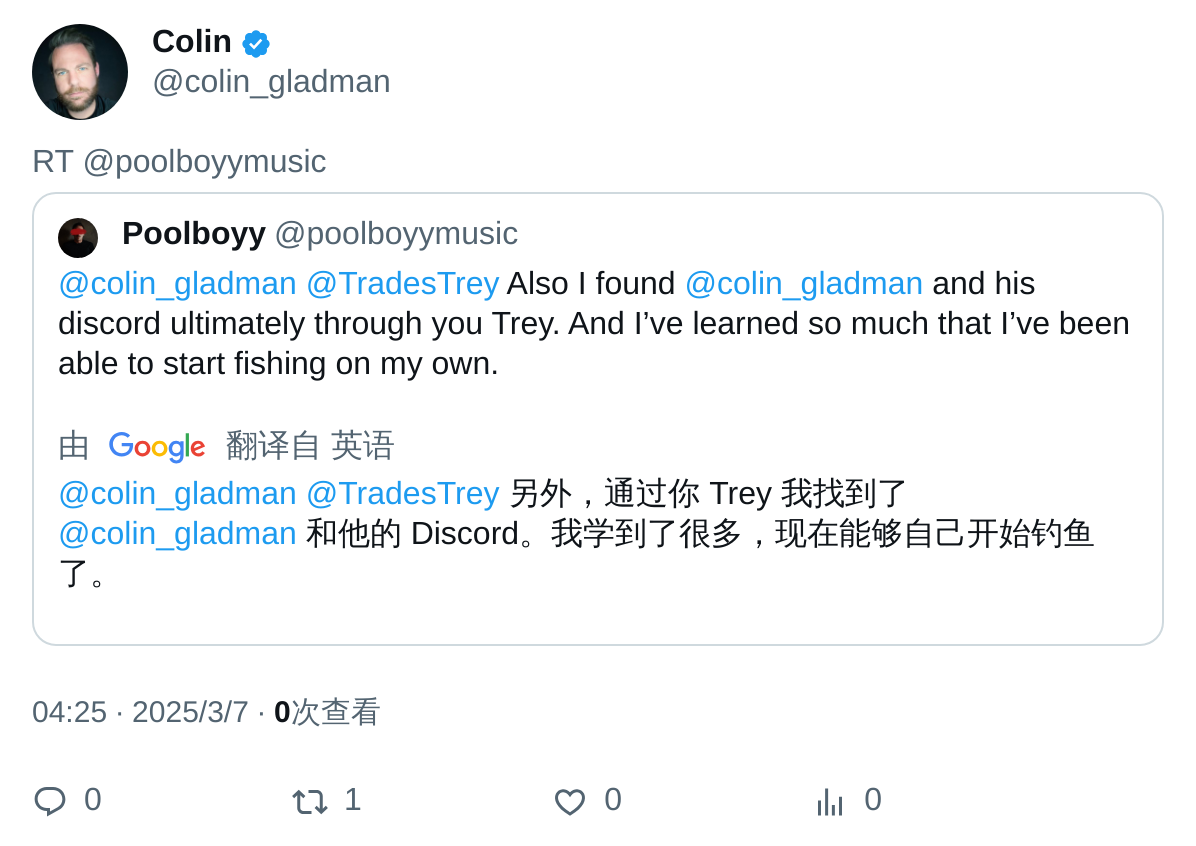 Colin
@colin_gladman
RT @poolboyymusic
Poolboyy @poolboyymusic
@colin_gladman @TradesTrey Also I found @colin_gladman and his
discord ultimately through you Trey. And I’ve learned so much that I’ve been
able to start fishing on my own.
由 Google 翻译自 英语
@colin_gladman @TradesTrey 另外，通过你 Trey 我找到了
@colin_gladman 和他的 Discord。我学到了很多，现在能够自己开始钓鱼
了。
04:25 · 2025/3/7 · 0次查看
0 1 0 0